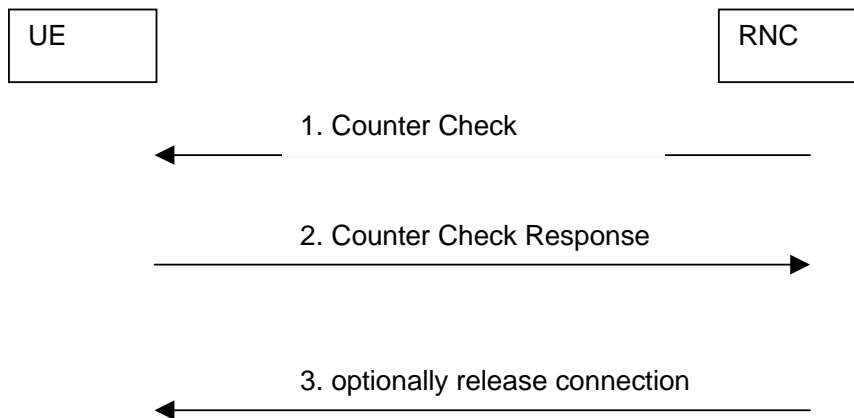 UE
RNC
1. Counter Check
2. Counter Check Response
3. optionally release connection